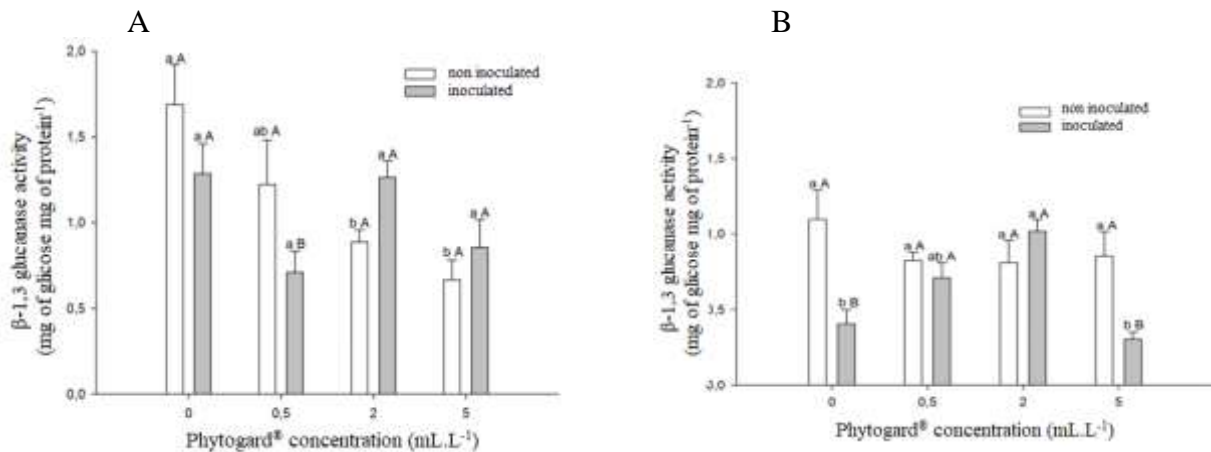 A
B
2,0
1,5
1,0
0,5
0,0
β-1,3 glucanase activity
(mg of glicose mg of protein⁻¹)
non inoculated
inoculated
a A
a A
ab A
a B
b A
a A
b A
a A
0
0,5
2
5
Phytogard® concentration (mL.L⁻¹)
2,0
1,5
1,0
0,5
0,0
β-1,3 glucanase activity
(mg of glicose mg of protein⁻¹)
non inoculated
inoculated
a A
b B
a A
ab A
a A
a A
a A
b B
0
0,5
2
5
Phytogard® concentration (mL.L⁻¹)